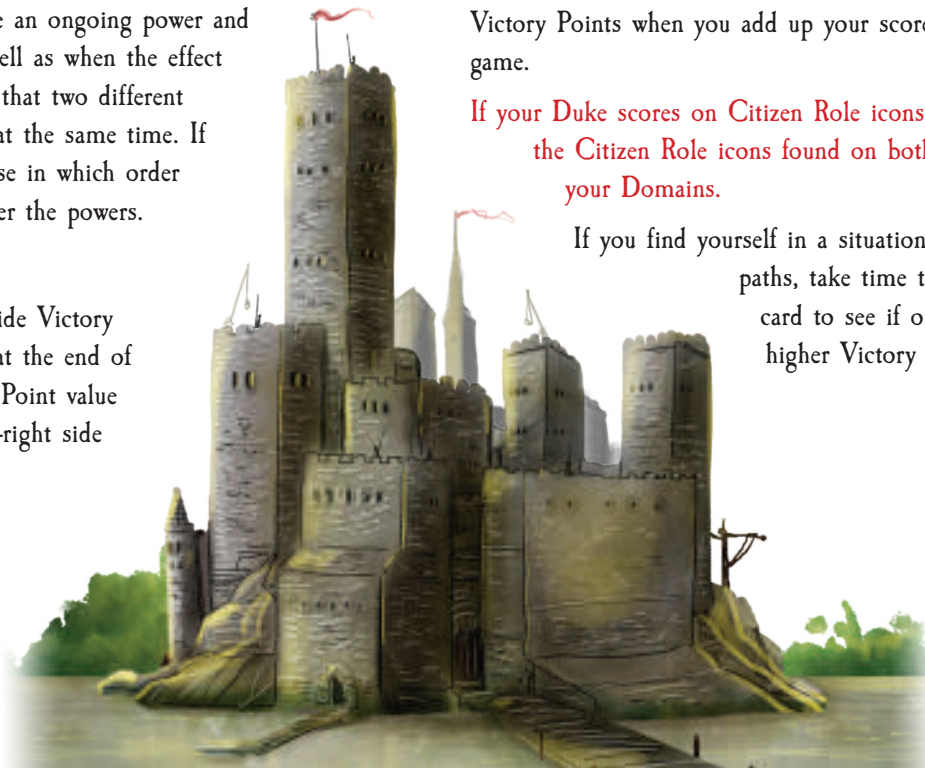 e an ongoing power and
ell as when the effect
that two different
at the same time. If
se in which order
er the powers.
ide Victory
at the end of
Point value
-right side
Victory Points when you add up your score
game.
If your Duke scores on Citizen Role icons
the Citizen Role icons found on both
your Domains.
If you find yourself in a situation
paths, take time t
card to see if o
higher Victory